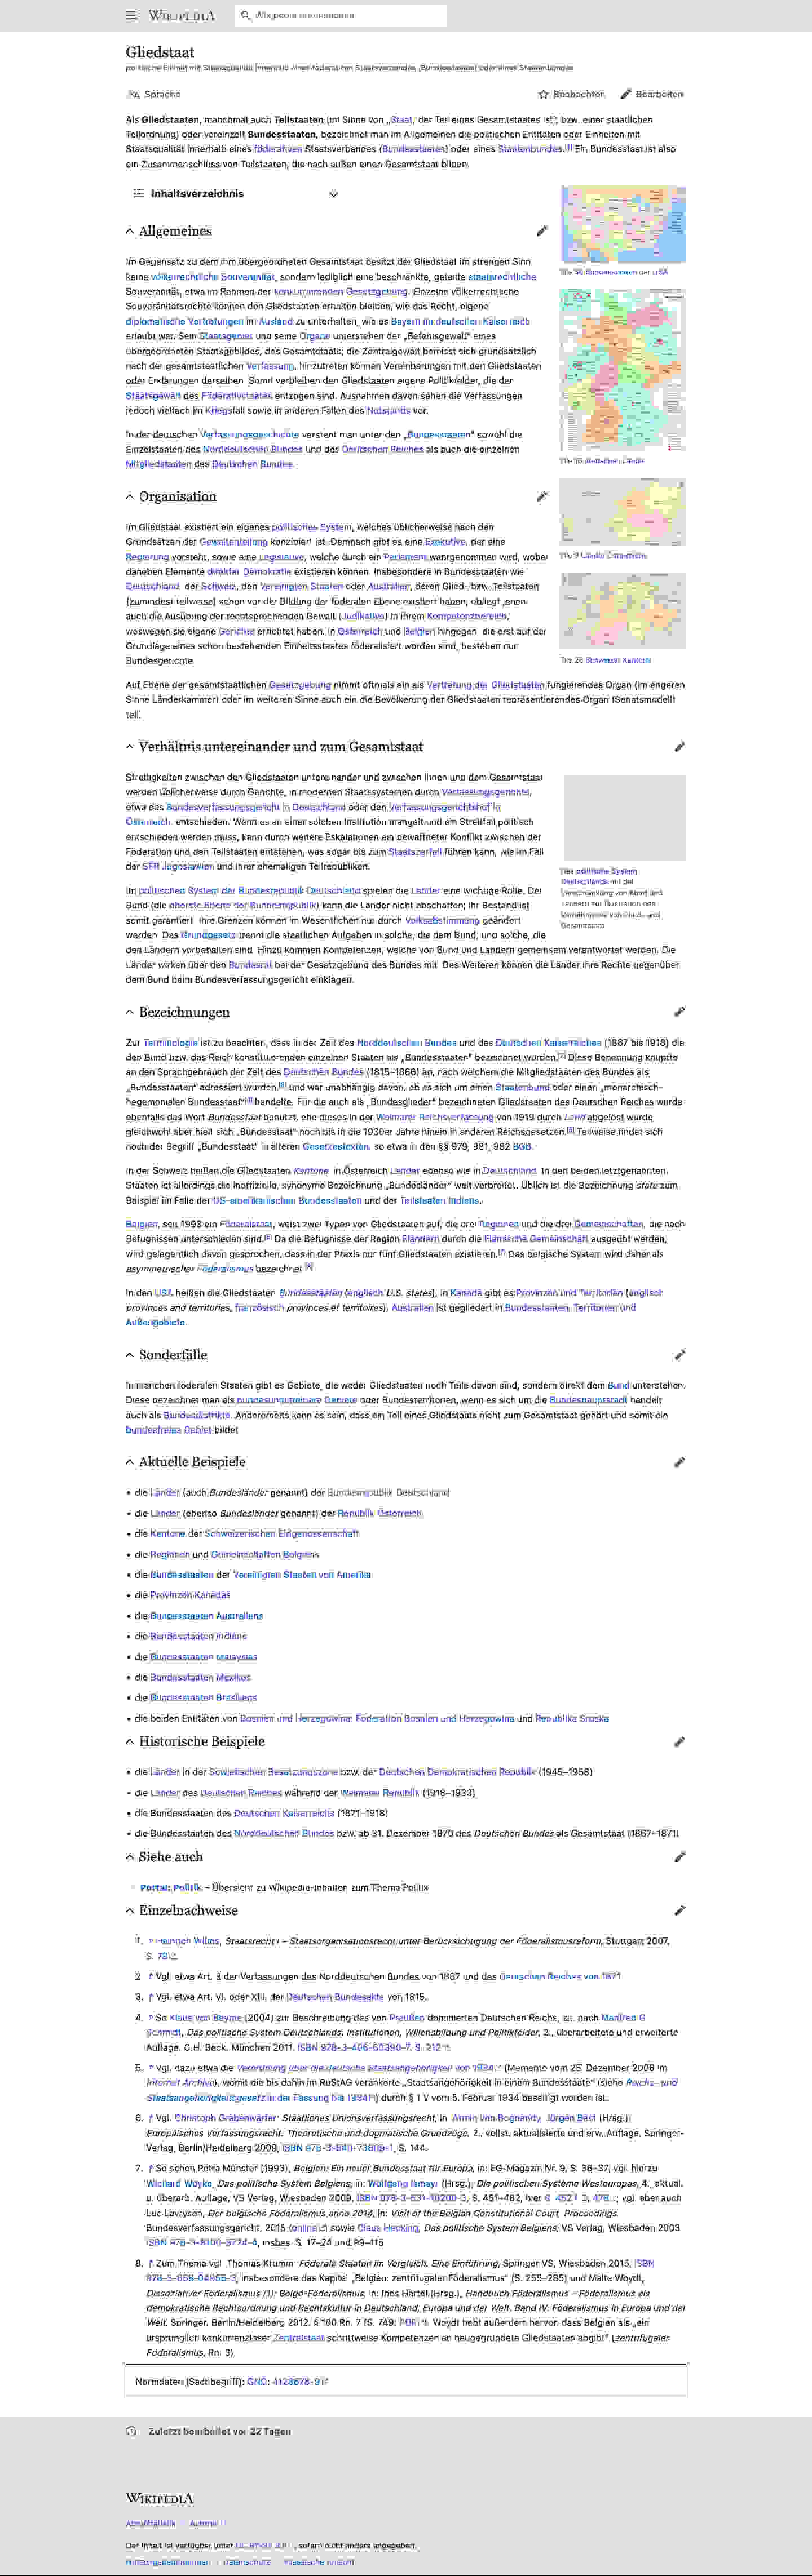 WIKIPEDIA
Wikipedia durchsuchen
Gliedstaat
politische Einheit mit Staatsqualität innerhalb eines föderativen Staatsverbandes (Bundesstaates) oder eines Staatenbundes
Sprache
Beobachten
Bearbeiten
Als Gliedstaaten, manchmal auch Teilstaaten (im Sinne von „Staat, der Teil eines Gesamtstaates ist", bzw. einer staatlichen
Teilordnung) oder vereinzelt Bundesstaaten, bezeichnet man im Allgemeinen die politischen Entitäten oder Einheiten mit
Staatsqualität innerhalb eines föderativen Staatsverbandes (Bundesstaates) oder eines Staatenbundes.[1] Ein Bundesstaat ist also
ein Zusammenschluss von Teilstaaten, die nach außen einen Gesamtstaat bilden.
Inhaltsverzeichnis
Die 50 Bundesstaaten der USA
Allgemeines
Im Gegensatz zu dem ihm übergeordneten Gesamtstaat besitzt der Gliedstaat im strengen Sinn
keine völkerrechtliche Souveränität, sondern lediglich eine beschränkte, geteilte staatsrechtliche
Souveränität, etwa im Rahmen der konkurrierenden Gesetzgebung. Einzelne völkerrechtliche
Souveränitätsrechte können den Gliedstaaten erhalten bleiben, wie das Recht, eigene
diplomatische Vertretungen im Ausland zu unterhalten, wie es Bayern im deutschen Kaiserreich
erlaubt war. Sein Staatsgebiet und seine Organe unterstehen der „Befehlsgewalt" eines
übergeordneten Staatsgebildes, des Gesamtstaats; die Zentralgewalt bemisst sich grundsätzlich
nach der gesamtstaatlichen Verfassung, hinzutreten können Vereinbarungen mit den Gliedstaaten
oder Erklärungen derselben. Somit verbleiben den Gliedstaaten eigene Politikfelder, die der
Staatsgewalt des Föderativstaates entzogen sind. Ausnahmen davon sehen die Verfassungen
jedoch vielfach im Kriegsfall sowie in anderen Fällen des Notstands vor.
In der deutschen Verfassungsgeschichte versteht man unter den „Bundesstaaten" sowohl die
Einzelstaaten des Norddeutschen Bundes und des Deutschen Reiches als auch die einzelnen
Mitgliedstaaten des Deutschen Bundes.
Die 16 deutschen Länder
Organisation
Im Gliedstaat existiert ein eigenes politisches System, welches üblicherweise nach den
Grundsätzen der Gewaltenteilung konzipiert ist. Demnach gibt es eine Exekutive, der eine
Regierung vorsteht, sowie eine Legislative, welche durch ein Parlament wahrgenommen wird, wobei
daneben Elemente direkter Demokratie existieren können. Insbesondere in Bundesstaaten wie
Deutschland, der Schweiz, den Vereinigten Staaten oder Australien, deren Glied- bzw. Teilstaaten
(zumindest teilweise) schon vor der Bildung der föderalen Ebene existiert haben, obliegt jenen
auch die Ausübung der rechtsprechenden Gewalt (Judikative) in ihrem Kompetenzbereich,
weswegen sie eigene Gerichte errichtet haben. In Österreich und Belgien hingegen, die erst auf der
Grundlage eines schon bestehenden Einheitsstaates föderalisiert worden sind, bestehen nur
Bundesgerichte.
Die 9 Länder Österreichs
Die 26 Schweizer Kantone
Auf Ebene der gesamtstaatlichen Gesetzgebung nimmt oftmals ein als Vertretung der Gliedstaaten fungierendes Organ (im engeren
Sinne Länderkammer) oder im weiteren Sinne auch ein die Bevölkerung der Gliedstaaten repräsentierendes Organ (Senatsmodell)
teil.
Verhältnis untereinander und zum Gesamtstaat
Streitigkeiten zwischen den Gliedstaaten untereinander und zwischen ihnen und dem Gesamtstaat
werden üblicherweise durch Gerichte, in modernen Staatssystemen durch Verfassungsgerichte,
etwa das Bundesverfassungsgericht in Deutschland oder den Verfassungsgerichtshof in
Österreich, entschieden. Wenn es an einer solchen Institution mangelt und ein Streitfall politisch
entschieden werden muss, kann durch weitere Eskalationen ein bewaffneter Konflikt zwischen der
Föderation und den Teilstaaten entstehen, was sogar bis zum Staatszerfall führen kann, wie im Fall
der SFR Jugoslawien und ihrer ehemaligen Teilrepubliken.
Das politische System
Deutschlands mit der
Verschränkung von Bund und
Ländern zur Illustration des
Verhältnisses von Glied- und
Gesamtstaat
Im politischen System der Bundesrepublik Deutschland spielen die Länder eine wichtige Rolle. Der
Bund (die oberste Ebene der Bundesrepublik) kann die Länder nicht abschaffen; ihr Bestand ist
somit garantiert. Ihre Grenzen können im Wesentlichen nur durch Volksabstimmung geändert
werden. Das Grundgesetz trennt die staatlichen Aufgaben in solche, die dem Bund, und solche, die
den Ländern vorbehalten sind. Hinzu kommen Kompetenzen, welche von Bund und Ländern gemeinsam verantwortet werden. Die
Länder wirken über den Bundesrat bei der Gesetzgebung des Bundes mit. Des Weiteren können die Länder ihre Rechte gegenüber
dem Bund beim Bundesverfassungsgericht einklagen.
Bezeichnungen
Zur Terminologie ist zu beachten, dass in der Zeit des Norddeutschen Bundes und des Deutschen Kaiserreiches (1867 bis 1918) die
den Bund bzw. das Reich konstituierenden einzelnen Staaten als „Bundesstaaten" bezeichnet wurden.[2] Diese Benennung knüpfte
an den Sprachgebrauch der Zeit des Deutschen Bundes (1815–1866) an, nach welchem die Mitgliedstaaten des Bundes als
„Bundesstaaten" adressiert wurden,[3] und war unabhängig davon, ob es sich um einen Staatenbund oder einen „monarchisch-
hegemonialen Bundesstaat"[4] handelte. Für die auch als „Bundesglieder" bezeichneten Gliedstaaten des Deutschen Reiches wurde
ebenfalls das Wort Bundesstaat benutzt, ehe dieses in der Weimarer Reichsverfassung von 1919 durch Land abgelöst wurde,
gleichwohl aber hielt sich „Bundesstaat" noch bis in die 1930er Jahre hinein in anderen Reichsgesetzen.[5] Teilweise findet sich
noch der Begriff „Bundesstaat" in älteren Gesetzestexten, so etwa in den §§ 979, 981, 982 BGB.
In der Schweiz heißen die Gliedstaaten Kantone, in Österreich Länder ebenso wie in Deutschland. In den beiden letztgenannten
Staaten ist allerdings die inoffizielle, synonyme Bezeichnung „Bundesländer" weit verbreitet. Üblich ist die Bezeichnung state zum
Beispiel im Falle der US-amerikanischen Bundesstaaten und der Teilstaaten Indiens.
Belgien, seit 1993 ein Föderalstaat, weist zwei Typen von Gliedstaaten auf, die drei Regionen und die drei Gemeinschaften, die nach
Befugnissen unterschieden sind.[6] Da die Befugnisse der Region Flandern durch die Flämische Gemeinschaft ausgeübt werden,
wird gelegentlich davon gesprochen, dass in der Praxis nur fünf Gliedstaaten existieren.[7] Das belgische System wird daher als
asymmetrischer Föderalismus bezeichnet.[8]
In den USA heißen die Gliedstaaten Bundesstaaten (englisch U.S. states), in Kanada gibt es Provinzen und Territorien (englisch
provinces and territories, französisch provinces et territoires). Australien ist gegliedert in Bundesstaaten, Territorien und
Außengebiete.
Sonderfälle
In manchen föderalen Staaten gibt es Gebiete, die weder Gliedstaaten noch Teile davon sind, sondern direkt dem Bund unterstehen.
Diese bezeichnet man als bundesunmittelbare Gebiete oder Bundesterritorien, wenn es sich um die Bundeshauptstadt handelt,
auch als Bundesdistrikte. Andererseits kann es sein, dass ein Teil eines Gliedstaats nicht zum Gesamtstaat gehört und somit ein
bundesfreies Gebiet bildet.
Aktuelle Beispiele
• die Länder (auch Bundesländer genannt) der Bundesrepublik Deutschland
• die Länder (ebenso Bundesländer genannt) der Republik Österreich
• die Kantone der Schweizerischen Eidgenossenschaft
• die Regionen und Gemeinschaften Belgiens
• die Bundesstaaten der Vereinigten Staaten von Amerika
• die Provinzen Kanadas
• die Bundesstaaten Australiens
• die Bundesstaaten Indiens
• die Bundesstaaten Malaysias
• die Bundesstaaten Mexikos
• die Bundesstaaten Brasiliens
• die beiden Entitäten von Bosnien und Herzegowina: Föderation Bosnien und Herzegowina und Republika Srpska
Historische Beispiele
• die Länder in der Sowjetischen Besatzungszone bzw. der Deutschen Demokratischen Republik (1945–1958)
• die Länder des Deutschen Reiches während der Weimarer Republik (1918–1933)
• die Bundesstaaten des Deutschen Kaiserreichs (1871–1918)
• die Bundesstaaten des Norddeutschen Bundes bzw. ab 31. Dezember 1870 des Deutschen Bundes als Gesamtstaat (1867–1871)
Siehe auch
Portal: Politik – Übersicht zu Wikipedia-Inhalten zum Thema Politik
Einzelnachweise
1. ↑ Heinrich Wilms, Staatsrecht I – Staatsorganisationsrecht unter Berücksichtigung der Föderalismusreform, Stuttgart 2007,
S. 78.
2. ↑ Vgl. etwa Art. 3 der Verfassungen des Norddeutschen Bundes von 1867 und des Deutschen Reiches von 1871.
3. ↑ Vgl. etwa Art. VI. oder XIII. der Deutschen Bundesakte von 1815.
4. ↑ So Klaus von Beyme (2004) zur Beschreibung des von Preußen dominierten Deutschen Reichs, zit. nach Manfred G.
Schmidt, Das politische System Deutschlands. Institutionen, Willensbildung und Politikfelder, 2., überarbeitete und erweiterte
Auflage, C.H. Beck, München 2011, ISBN 978-3-406-60390-7, S. 212.
5. ↑ Vgl. dazu etwa die Verordnung über die deutsche Staatsangehörigkeit von 1934 (Memento vom 25. Dezember 2008 im
Internet Archive), womit die bis dahin im RuStAG verankerte „Staatsangehörigkeit in einem Bundesstaate" (siehe Reichs- und
Staatsangehörigkeitsgesetz in der Fassung bis 1934) durch § 1 V vom 5. Februar 1934 beseitigt worden ist.
6. ↑ Vgl. Christoph Grabenwarter: Staatliches Unionsverfassungsrecht, in: Armin von Bogdandy, Jürgen Bast (Hrsg.):
Europäisches Verfassungsrecht: Theoretische und dogmatische Grundzüge. 2., vollst. aktualisierte und erw. Auflage. Springer-
Verlag, Berlin/Heidelberg 2009, ISBN 978-3-540-73809-1, S. 144.
7. ↑ So schon Petra Münster (1993), Belgien: Ein neuer Bundesstaat für Europa, in: EG-Magazin Nr. 9, S. 36–37; vgl. hierzu
Wichard Woyke, Das politische System Belgiens, in: Wolfgang Ismayr (Hrsg.), Die politischen Systeme Westeuropas, 4., aktual.
u. überarb. Auflage, VS Verlag, Wiesbaden 2009, ISBN 978-3-531-16200-3, S. 451–482, hier S. 452 f., 478; vgl. aber auch
Luc Lavrysen, Der belgische Föderalismus anno 2014, in: Visit of the Belgian Constitutional Court, Proceedings.
Bundesverfassungsgericht, 2015 (online) sowie Claus Hecking, Das politische System Belgiens, VS Verlag, Wiesbaden 2003,
ISBN 978-3-8100-3724-4, insbes. S. 17–24 und 99–115.
8. ↑ Zum Thema vgl. Thomas Krumm: Föderale Staaten im Vergleich. Eine Einführung, Springer VS, Wiesbaden 2015, ISBN
978-3-658-04955-3, insbesondere das Kapitel „Belgien: zentrifugaler Föderalismus" (S. 255–285) und Malte Woydt,
Dissoziativer Föderalismus (1): Belgo-Föderalismus, in: Ines Härtel (Hrsg.), Handbuch Föderalismus – Föderalismus als
demokratische Rechtsordnung und Rechtskultur in Deutschland, Europa und der Welt. Band IV: Föderalismus in Europa und der
Welt, Springer, Berlin/Heidelberg 2012, § 100 Rn. 7 (S. 749; PDF). Woydt hebt außerdem hervor, dass Belgien als „ein
ursprünglich konkurrenzloser Zentralstaat schrittweise Kompetenzen an neugegründete Gliedstaaten abgibt" (zentrifugaler
Föderalismus, Rn. 3).
Normdaten (Sachbegriff): GND: 4128678-9
Zuletzt bearbeitet vor 22 Tagen
WIKIPEDIA
Abrufstatistik Autoren
Der Inhalt ist verfügbar unter CC BY-SA 3.0, sofern nicht anders angegeben.
Nutzungsbedingungen Datenschutz Klassische Ansicht